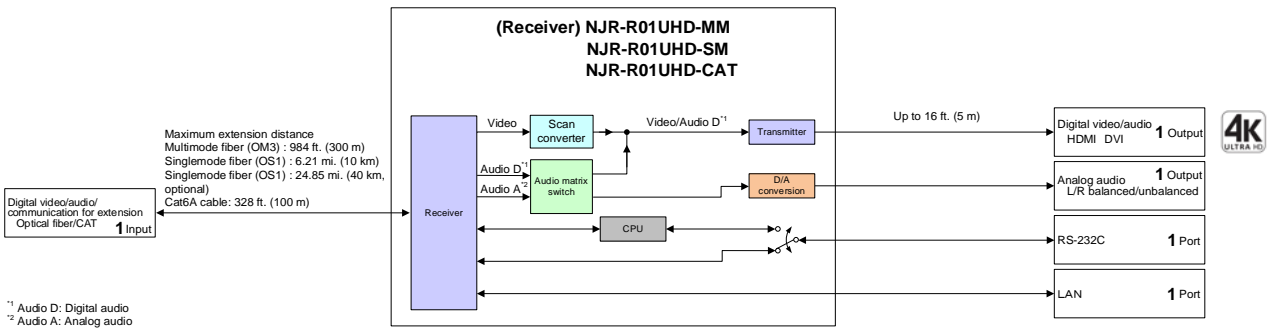 (Receiver) NJR-R01UHD-MM
NJR-R01UHD-SM
NJR-R01UHD-CAT
Maximum extension distance
Multimode fiber (OM3) : 984 ft. (300 m)
Singlemode fiber (OS1) : 6.21 mi. (10 km)
Singlemode fiber (OS1) : 24.85 mi. (40 km,
optional)
Cat6A cable: 328 ft. (100 m)
Digital video/audio/
communication for extension
Optical fiber/CAT 1 Input
Receiver
Video
Scan
converter
Audio D*1
Audio A*2
Audio matrix
switch
Video/Audio D*1
Transmitter
D/A
conversion
CPU
Up to 16 ft. (5 m)
Digital video/audio 1 Output
HDMI DVI
4K
ULTRA HD
Analog audio 1 Output
L/R balanced/unbalanced
RS-232C 1 Port
LAN 1 Port
*1 Audio D: Digital audio
*2 Audio A: Analog audio